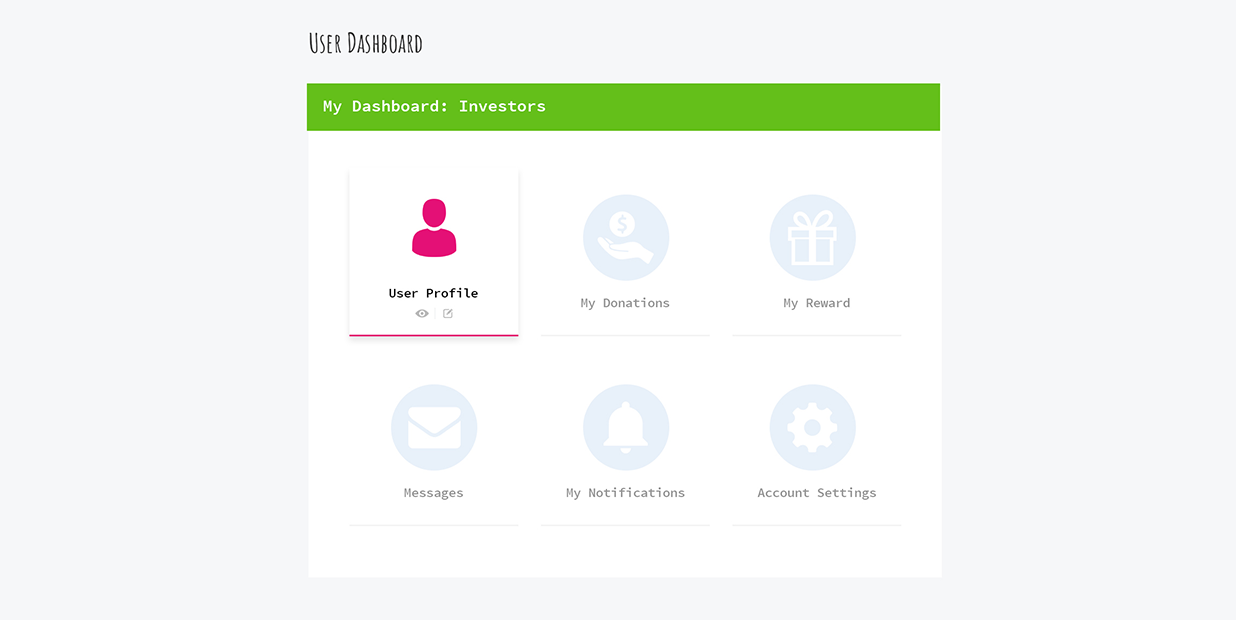 User Dashboard
My Dashboard: Investors
$
User Profile
My Donations
My Reward
Messages
My Notifications
Account Settings